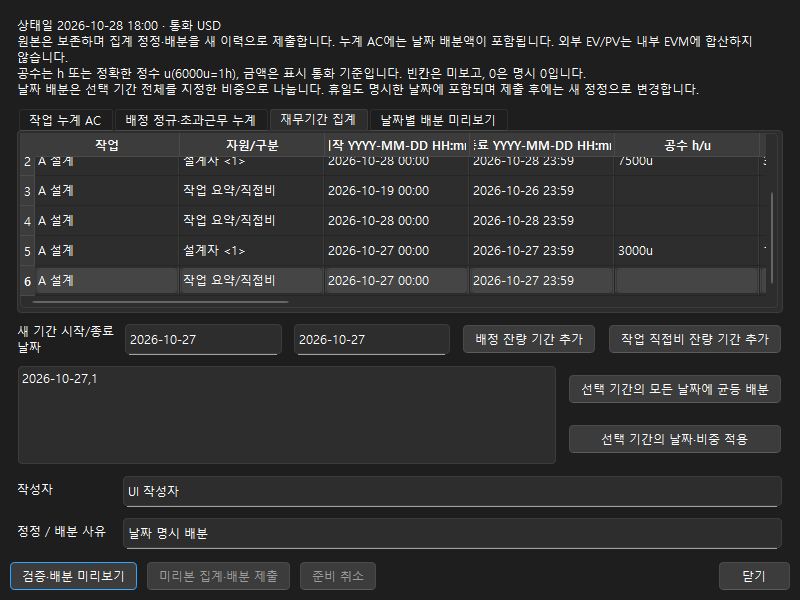 상태일 2026-10-28 18:00 · 통화 USD
원본은 보존하며 집계 정정·배분을 새 이력으로 제출합니다. 누계 AC에는 날짜 배분액이 포함됩니다. 외부 EV/PV는 내부 EVM에 합산하지
않습니다.
공수는 h 또는 정확한 정수 u(6000u=1h), 금액은 표시 통화 기준입니다. 빈칸은 미보고, 0은 명시 0입니다.
날짜 배분은 선택 기간 전체를 지정한 비중으로 나눕니다. 휴일도 명시한 날짜에 포함되며 제출 후에는 새 정정으로 변경합니다.
작업 누계 AC 배정 정규·초과근무 누계 재무기간 집계 날짜별 배분 미리보기
작업 자원/구분 YYYY-MM-DD HH:mm YYYY-MM-DD HH:mm 공수 h/u
2 A 설계 설계자 <1> 2026-10-28 00:00 2026-10-28 23:59 7500u
3 A 설계 작업 요약/직접비 2026-10-19 00:00 2026-10-26 23:59
4 A 설계 작업 요약/직접비 2026-10-28 00:00 2026-10-28 23:59
5 A 설계 설계자 <1> 2026-10-27 00:00 2026-10-27 23:59 3000u
6 A 설계 작업 요약/직접비 2026-10-27 00:00 2026-10-27 23:59
새 기간 시작/종료 날짜 2026-10-27 2026-10-27 배정 잔량 기간 추가 작업 직접비 잔량 기간 추가
2026-10-27,1
선택 기간의 모든 날짜에 균등 배분
선택 기간의 날짜·비중 적용
작성자 UI 작성자
정정 / 배분 사유 날짜 명시 배분
검증·배분 미리보기 미리본 집계·배분 제출 준비 취소 닫기